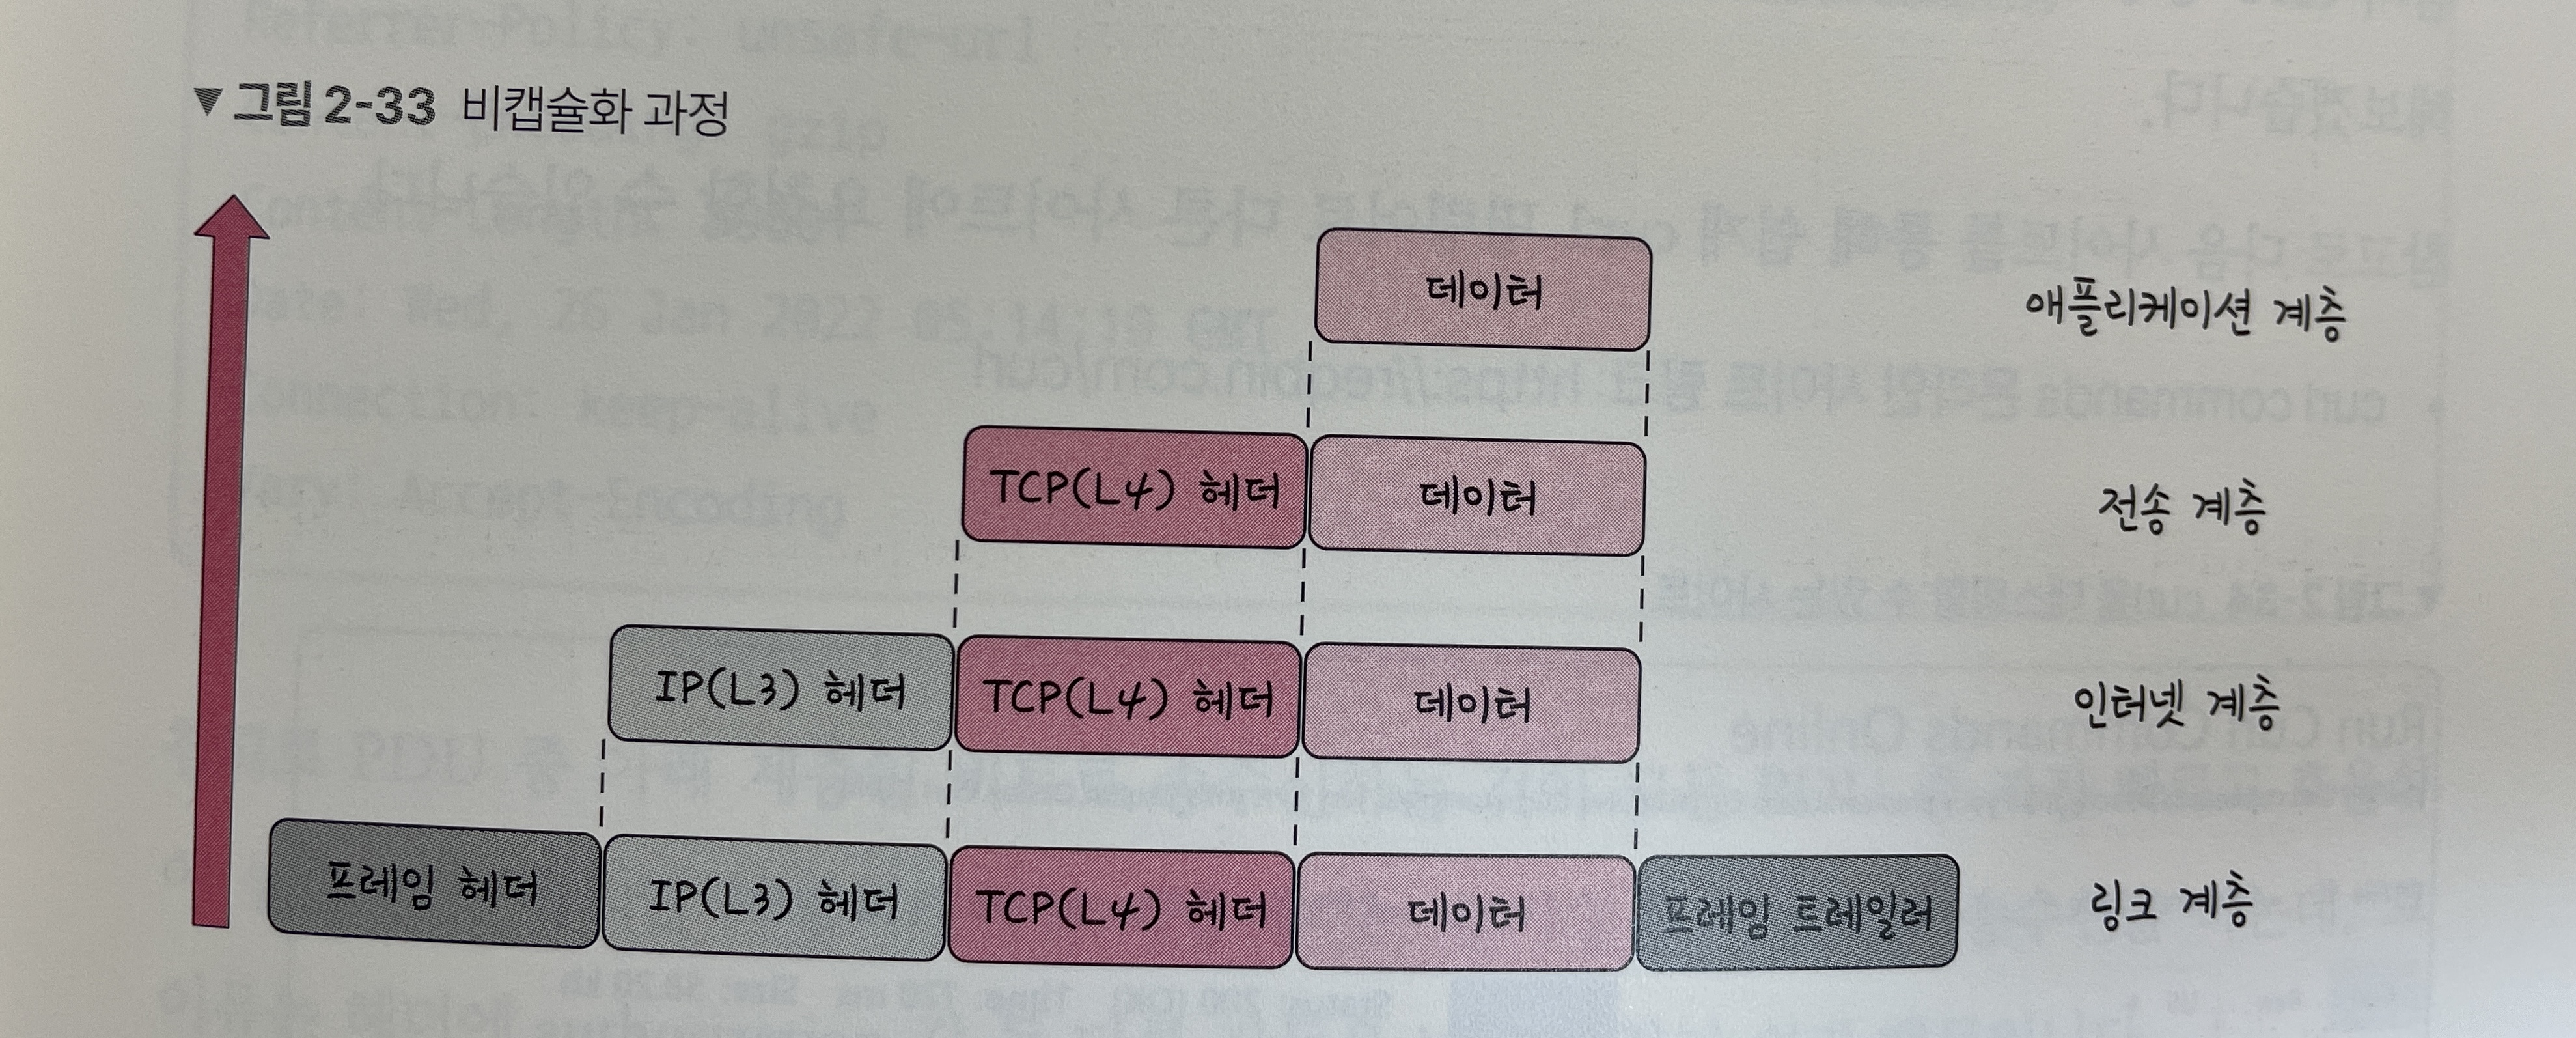 ▼그림 2-33 비캡슐화 과정
데이터 애플리케이션 계층
TCP(L4) 헤더 데이터 전송 계층
IP(L3) 헤더 TCP(L4) 헤더 데이터 인터넷 계층
프레임 헤더 IP(L3) 헤더 TCP(L4) 헤더 데이터 프레임 트레일러 링크 계층